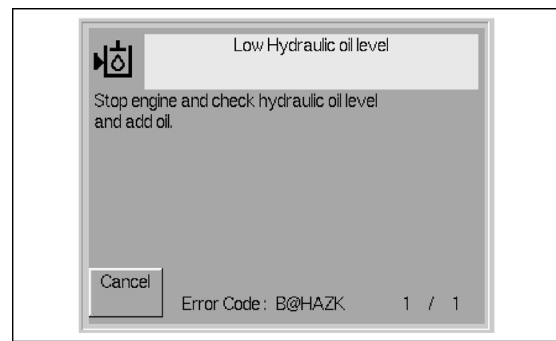 Low Hydraulic oil level
Stop engine and check hydraulic oil level
and add oil.
Cancel
Error Code : B@HAZK 1 / 1